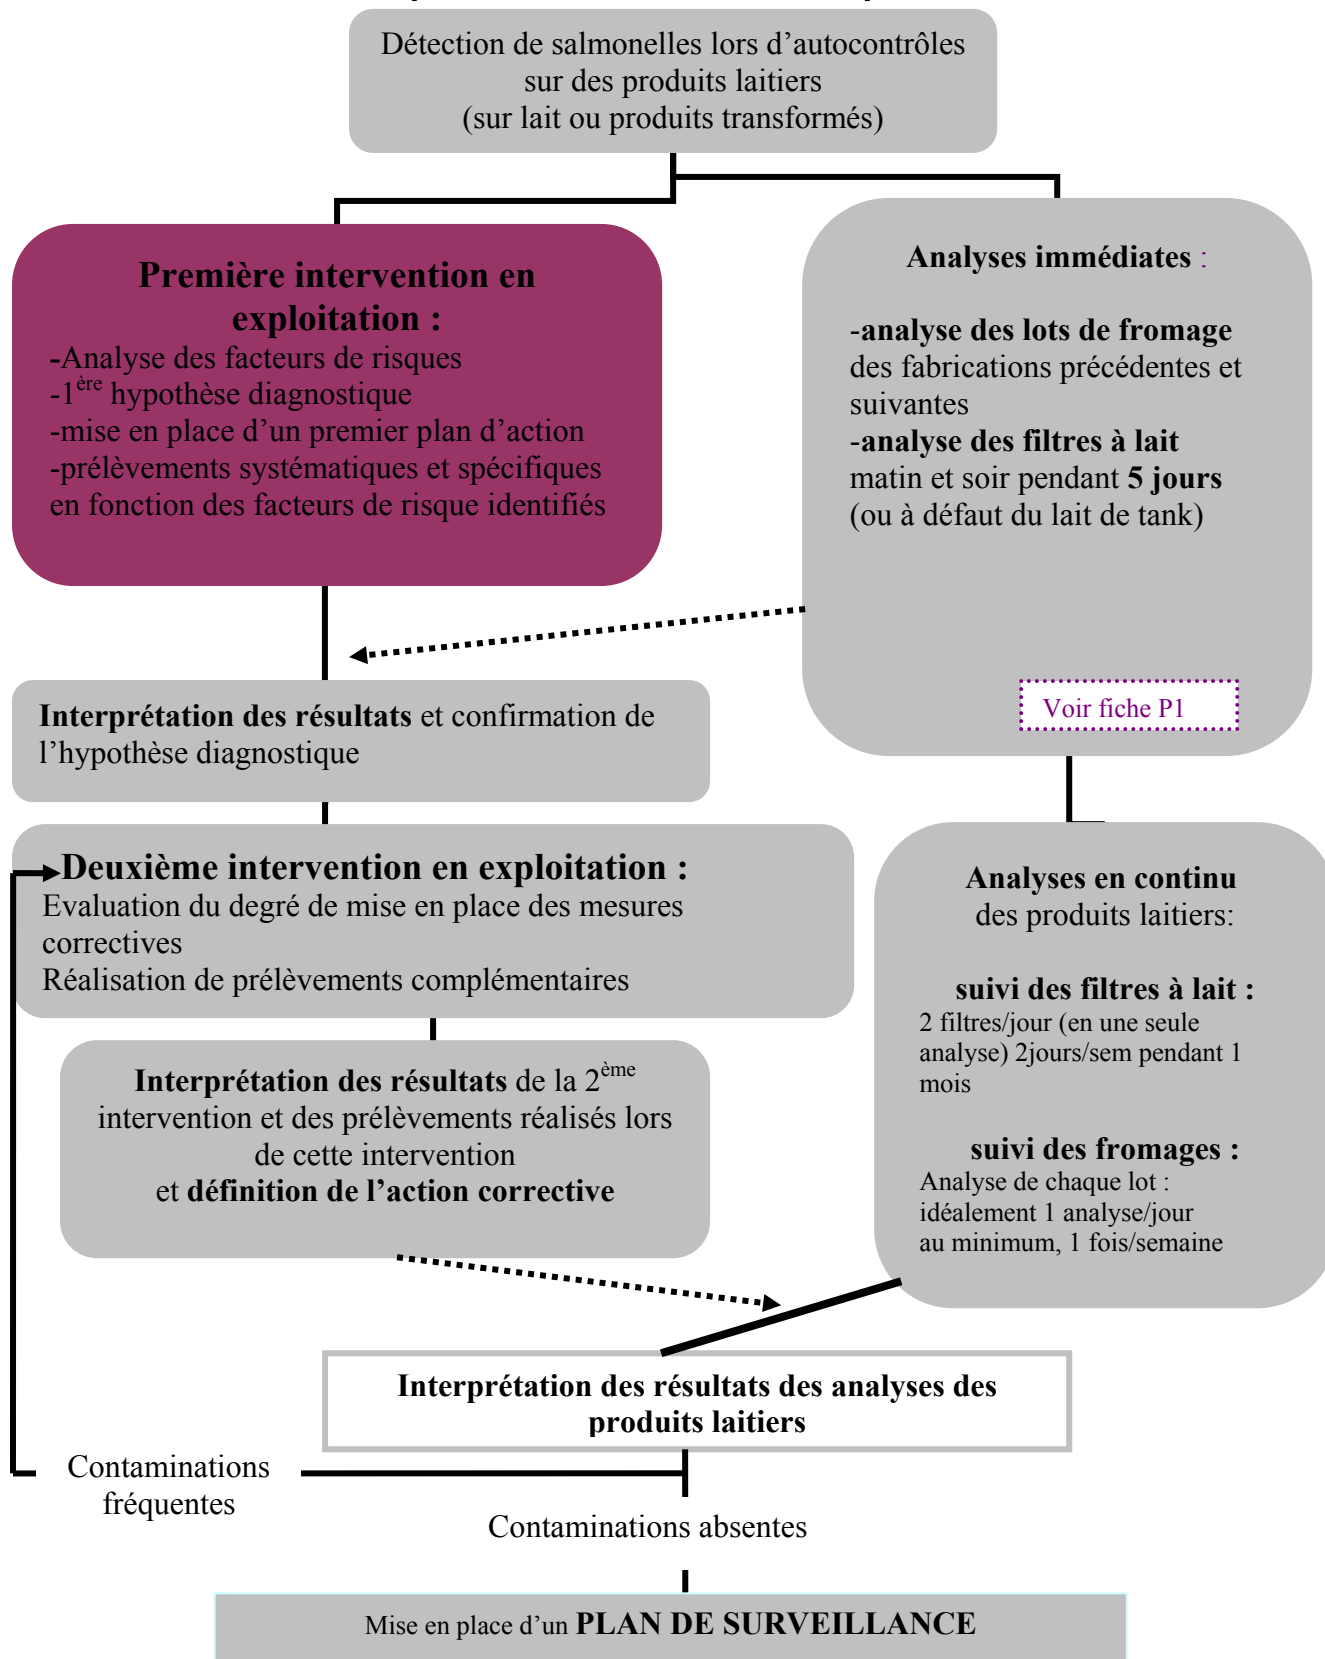 Détection de salmonelles lors d’autocontrôles
sur des produits laitiers
(sur lait ou produits transformés)
Première intervention en
exploitation :
-Analyse des facteurs de risques
-1ère hypothèse diagnostique
-mise en place d’un premier plan d’action
-prélèvements systématiques et spécifiques
en fonction des facteurs de risque identifiés
Analyses immédiates :
-analyse des lots de fromage
des fabrications précédentes et
suivantes
-analyse des filtres à lait
matin et soir pendant 5 jours
(ou à défaut du lait de tank)
Voir fiche P1
Interprétation des résultats et confirmation de
l’hypothèse diagnostique
Deuxième intervention en exploitation :
Evaluation du degré de mise en place des mesures
correctives
Réalisation de prélèvements complémentaires
Analyses en continu
des produits laitiers:
suivi des filtres à lait :
2 filtres/jour (en une seule
analyse) 2jours/sem pendant 1
mois
suivi des fromages :
Analyse de chaque lot :
idéalement 1 analyse/jour
au minimum, 1 fois/semaine
Interprétation des résultats de la 2ème
intervention et des prélèvements réalisés lors
de cette intervention
et définition de l’action corrective
Interprétation des résultats des analyses des
produits laitiers
Contaminations
fréquentes
Contaminations absentes
Mise en place d’un PLAN DE SURVEILLANCE